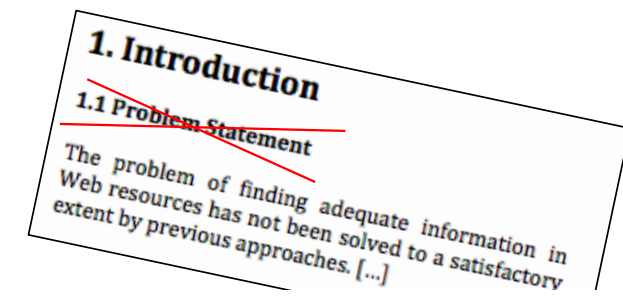 1. Introduction
1.1 Problem Statement
The problem of finding adequate information in
Web resources has not been solved to a satisfactory
extent by previous approaches. [...]